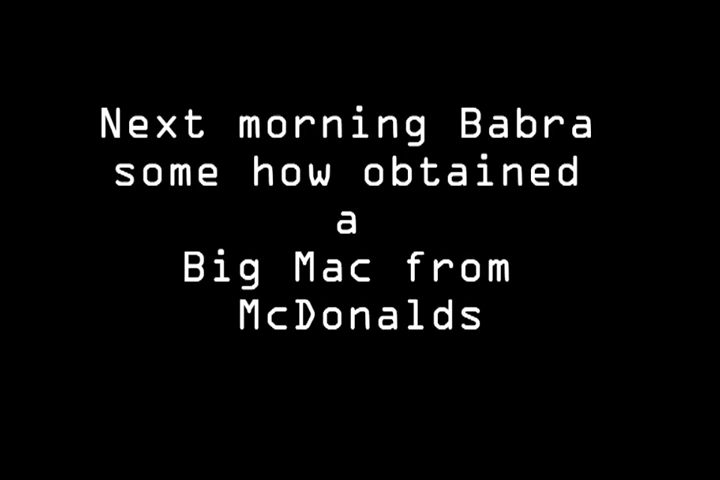 Next morning Babra
some how obtained
a
Big Mac from
McDonalds